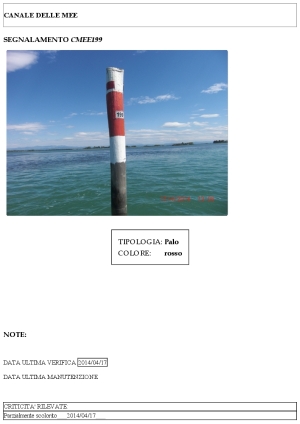 CANALE DELLE MEE
SEGNALAMENTO CMEE199
199
TIPOLOGIA: Palo
COLORE: rosso
NOTE:
DATA ULTIMA VERIFICA 2014/04/17
DATA ULTIMA MANUTENZIONE
CRITICITA' RILEVATE
Parzialmente scolorito 2014/04/17